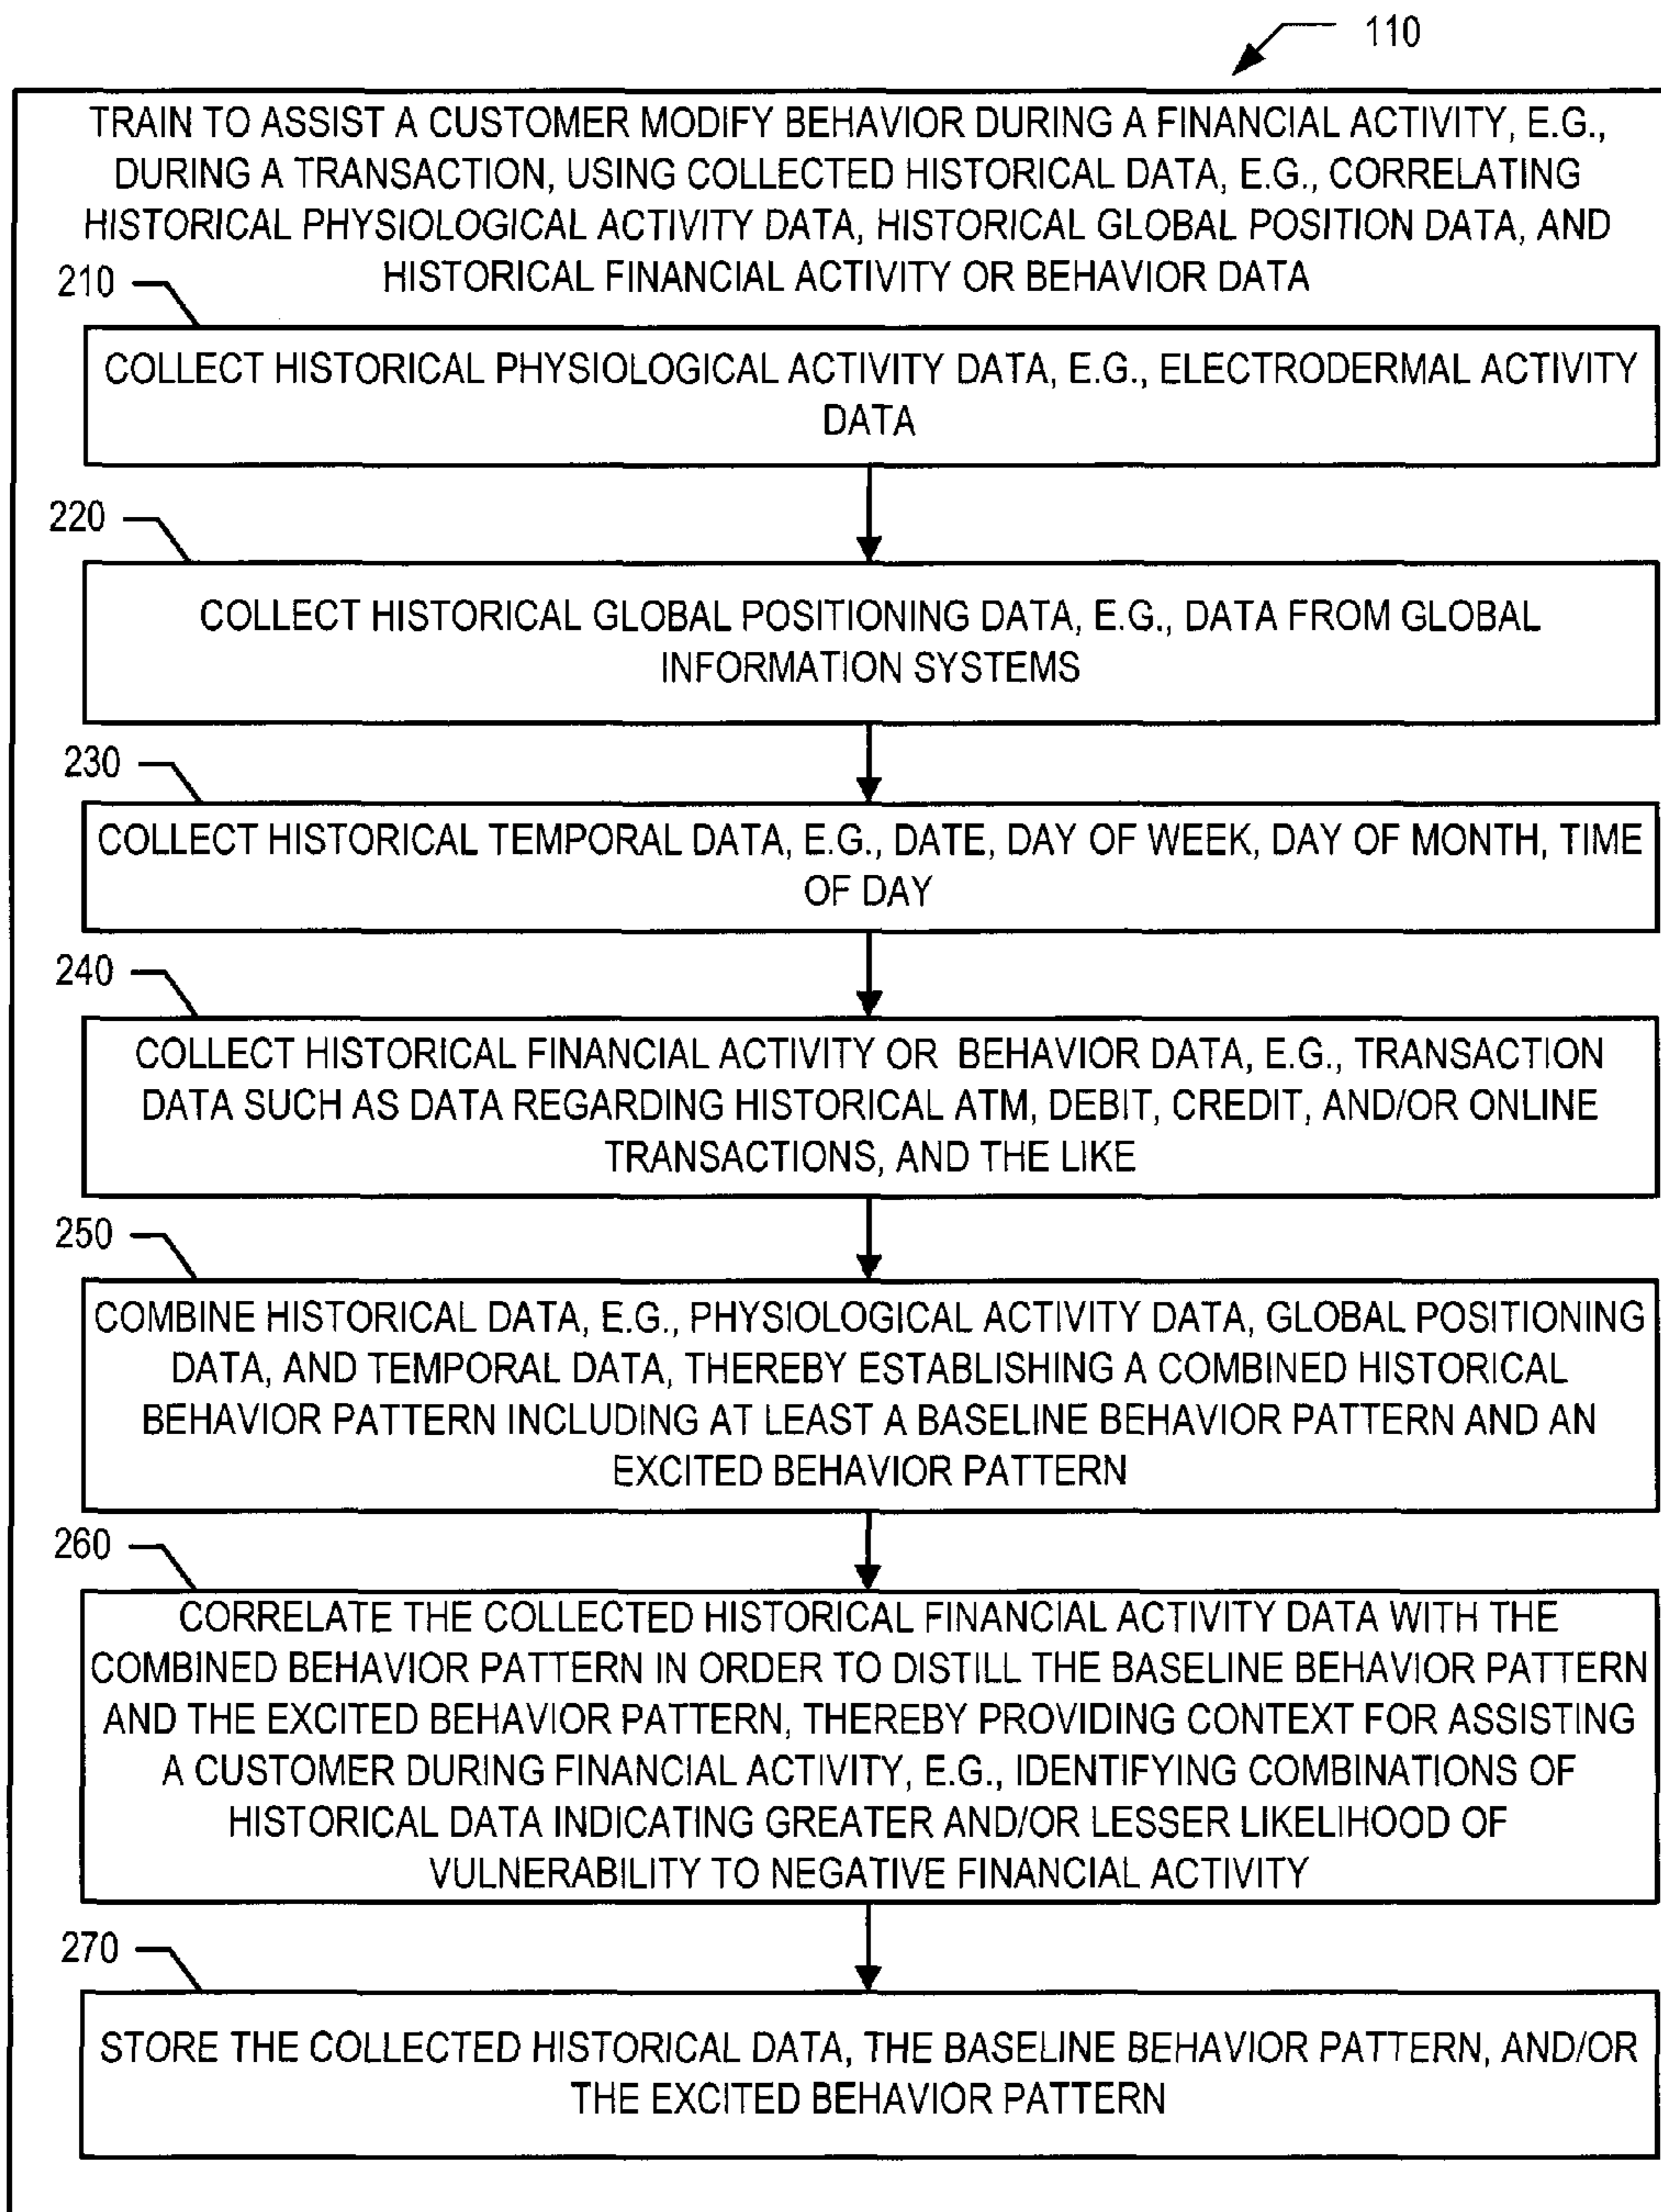 110
TRAIN TO ASSIST A CUSTOMER MODIFY BEHAVIOR DURING A FINANCIAL ACTIVITY, E.G.,
DURING A TRANSACTION, USING COLLECTED HISTORICAL DATA, E.G., CORRELATING
HISTORICAL PHYSIOLOGICAL ACTIVITY DATA, HISTORICAL GLOBAL POSITION DATA, AND
HISTORICAL FINANCIAL ACTIVITY OR BEHAVIOR DATA
210
COLLECT HISTORICAL PHYSIOLOGICAL ACTIVITY DATA, E.G., ELECTRODERMAL ACTIVITY
DATA
220
COLLECT HISTORICAL GLOBAL POSITIONING DATA, E.G., DATA FROM GLOBAL
INFORMATION SYSTEMS
230
COLLECT HISTORICAL TEMPORAL DATA, E.G., DATE, DAY OF WEEK, DAY OF MONTH, TIME
OF DAY
240
COLLECT HISTORICAL FINANCIAL ACTIVITY OR BEHAVIOR DATA, E.G., TRANSACTION
DATA SUCH AS DATA REGARDING HISTORICAL ATM, DEBIT, CREDIT, AND/OR ONLINE
TRANSACTIONS, AND THE LIKE
250
COMBINE HISTORICAL DATA, E.G., PHYSIOLOGICAL ACTIVITY DATA, GLOBAL POSITIONING
DATA, AND TEMPORAL DATA, THEREBY ESTABLISHING A COMBINED HISTORICAL
BEHAVIOR PATTERN INCLUDING AT LEAST A BASELINE BEHAVIOR PATTERN AND AN
EXCITED BEHAVIOR PATTERN
260
CORRELATE THE COLLECTED HISTORICAL FINANCIAL ACTIVITY DATA WITH THE
COMBINED BEHAVIOR PATTERN IN ORDER TO DISTILL THE BASELINE BEHAVIOR PATTERN
AND THE EXCITED BEHAVIOR PATTERN, THEREBY PROVIDING CONTEXT FOR ASSISTING
A CUSTOMER DURING FINANCIAL ACTIVITY, E.G., IDENTIFYING COMBINATIONS OF
HISTORICAL DATA INDICATING GREATER AND/OR LESSER LIKELIHOOD OF
VULNERABILITY TO NEGATIVE FINANCIAL ACTIVITY
270
STORE THE COLLECTED HISTORICAL DATA, THE BASELINE BEHAVIOR PATTERN, AND/OR
THE EXCITED BEHAVIOR PATTERN